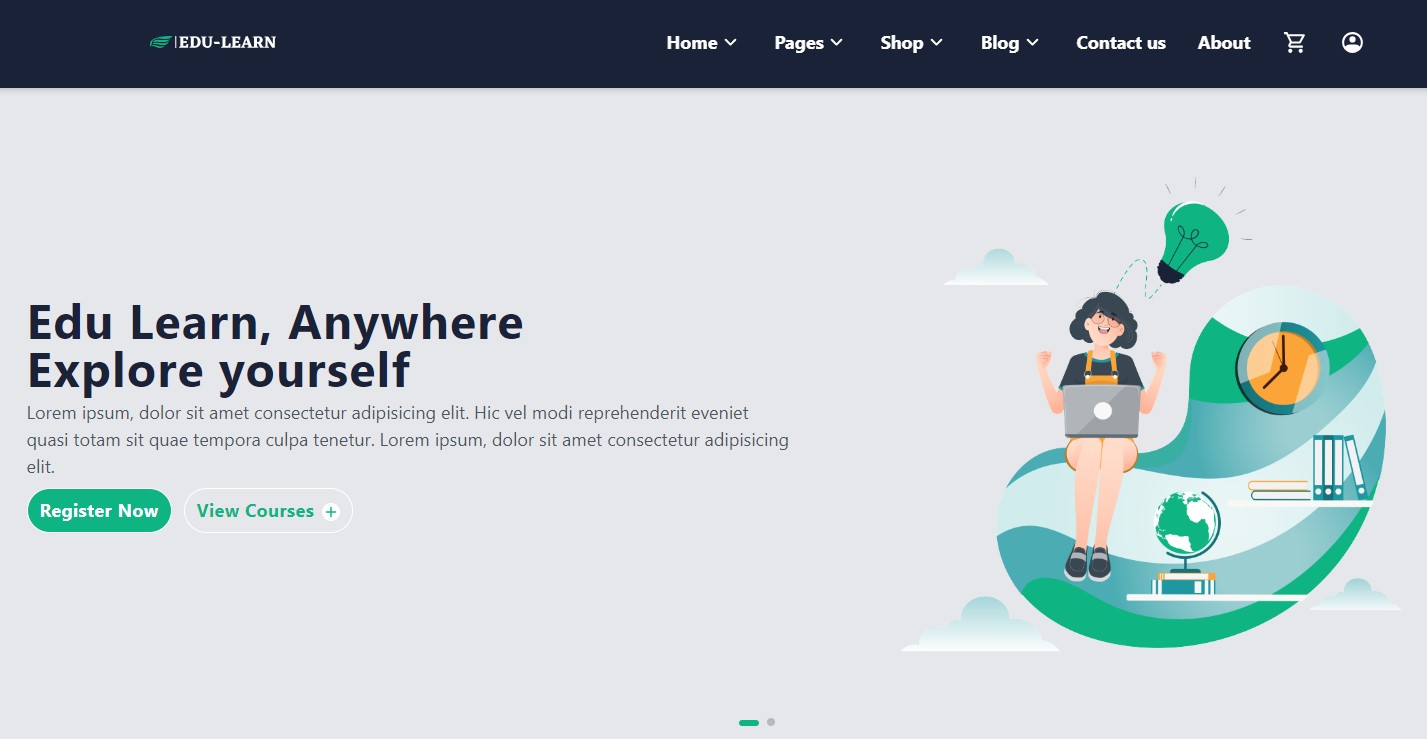 EDU-LEARN
Home Pages Shop Blog Contact us About
Edu Learn, Anywhere
Explore yourself
Lorem ipsum, dolor sit amet consectetur adipisicing elit. Hic vel modi reprehenderit eveniet
quasi totam sit quae tempora culpa tenetur. Lorem ipsum, dolor sit amet consectetur adipisicing
elit.
Register Now View Courses +